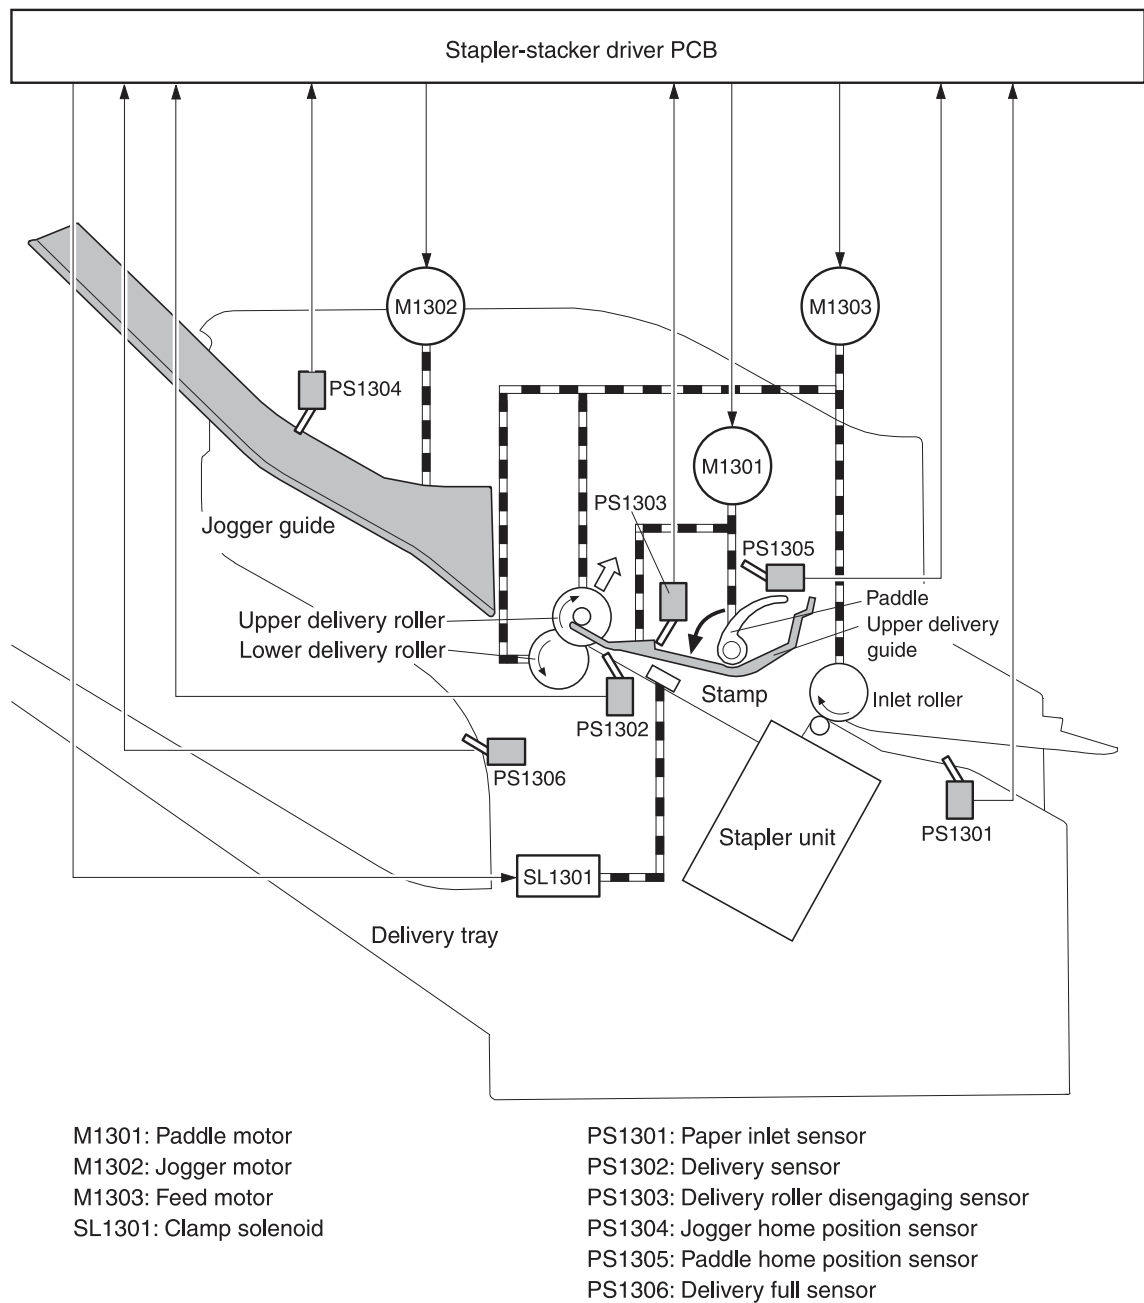 Stapler-stacker driver PCB
M1302
M1303
PS1304
M1301
PS1303
Jogger guide
PS1305
Paddle
Upper delivery roller
Upper delivery
guide
Lower delivery roller
Stamp
Inlet roller
PS1302
PS1306
PS1301
Stapler unit
SL1301
Delivery tray
M1301: Paddle motor
M1302: Jogger motor
M1303: Feed motor
SL1301: Clamp solenoid
PS1301: Paper inlet sensor
PS1302: Delivery sensor
PS1303: Delivery roller disengaging sensor
PS1304: Jogger home position sensor
PS1305: Paddle home position sensor
PS1306: Delivery full sensor